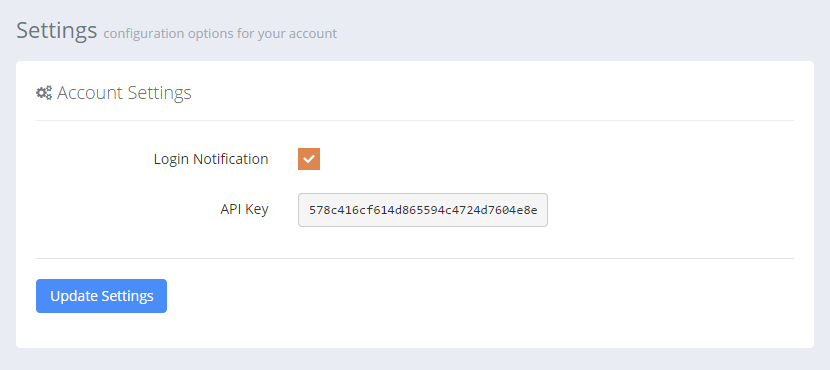 Settings configuration options for your account
Account Settings
Login Notification
API Key 578c416cf614d865594c4724d7604e8e
Update Settings